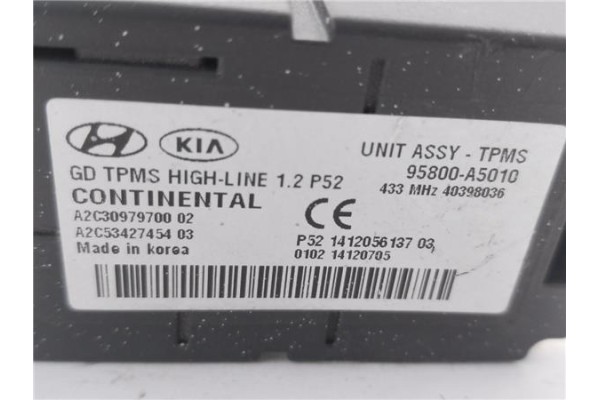 KIA
UNIT ASSY - TPMS
GD TPMS HIGH-LINE 1.2 P52
95800-A5010
CONTINENTAL
433 MHz 40398036
A2C30979700 02
CE
A2C53427454 03
P52 1412056137 03
Made in korea
0102 14120705